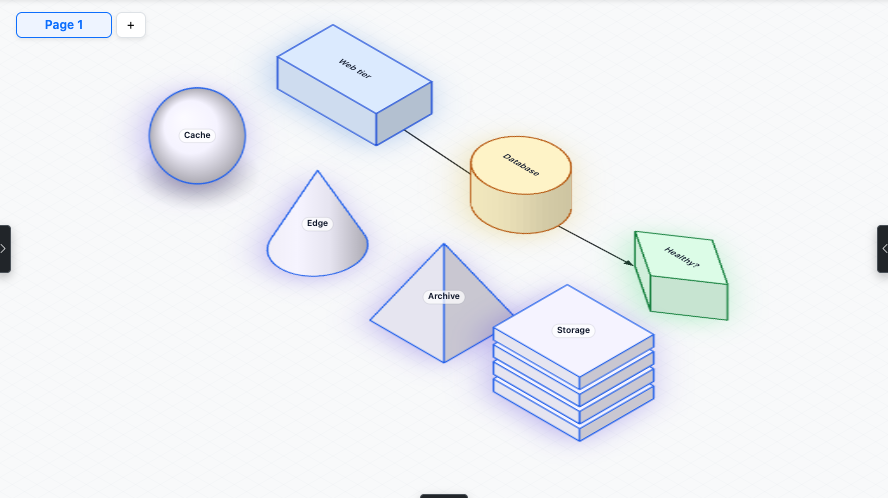 Page 1
+
Web tier
Cache
Database
Edge
Healthy?
Archive
Storage